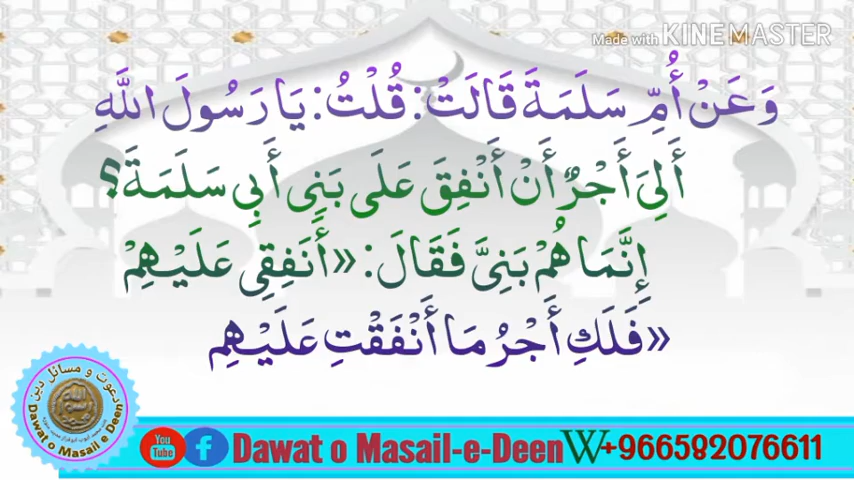 Made with KINEMASTER
وَعَنْ أُمِّ سَلَمَةَ قَالَتْ: قُلْتُ: يَا رَسُولَ اللَّهِ
أَلِيَ أَجْرٌ أَنْ أَنْفِقَ عَلَى بَنِي أَبِي سَلَمَةَ؟
إِنَّمَا هُمْ بَنِيَّ فَقَالَ: «أَنَفِقِي عَلَيْهِمْ
«فَلَكِ أَجْرُ مَا أَنْفَقْتِ عَلَيْهِم
دعوت و مسائل دین
Dawat o Masail e Deen
You Tube f Dawat o Masail-e-Deen W+966592076611